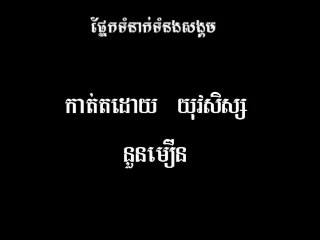 ផ្នែកទំនាក់ទំនងសង្គម
កាត់តដោយ យុវសិស្ស
នួនមឿន